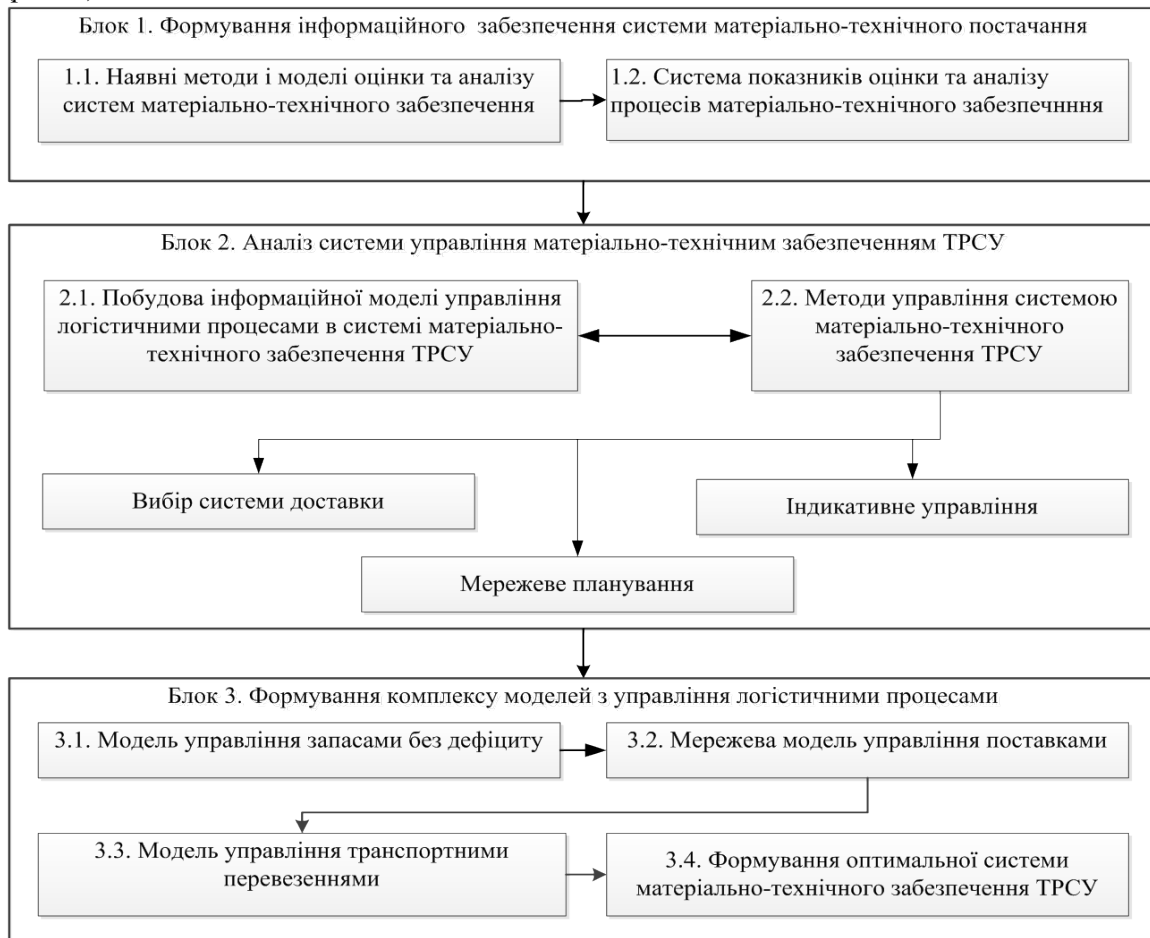 Блок 1. Формування інформаційного забезпечення системи матеріально-технічного постачання
1.1. Наявні методи і моделі оцінки та аналізу
систем матеріально-технічного забезпечення
1.2. Система показників оцінки та аналізу
процесів матеріально-технічного забезпечнння
Блок 2. Аналіз системи управління матеріально-технічним забезпеченням ТРСУ
2.1. Побудова інформаційної моделі управління
логістичними процесами в системі матеріально-
технічного забезпечення ТРСУ
2.2. Методи управління системою
матеріально-технічного
забезпечення ТРСУ
Вибір системи доставки
Індикативне управління
Мережеве планування
Блок 3. Формування комплексу моделей з управління логістичними процесами
3.1. Модель управління запасами без дефіциту
3.2. Мережева модель управління поставками
3.3. Модель управління транспортними
перевезеннями
3.4. Формування оптимальної системи
матеріально-технічного забезпечення ТРСУ